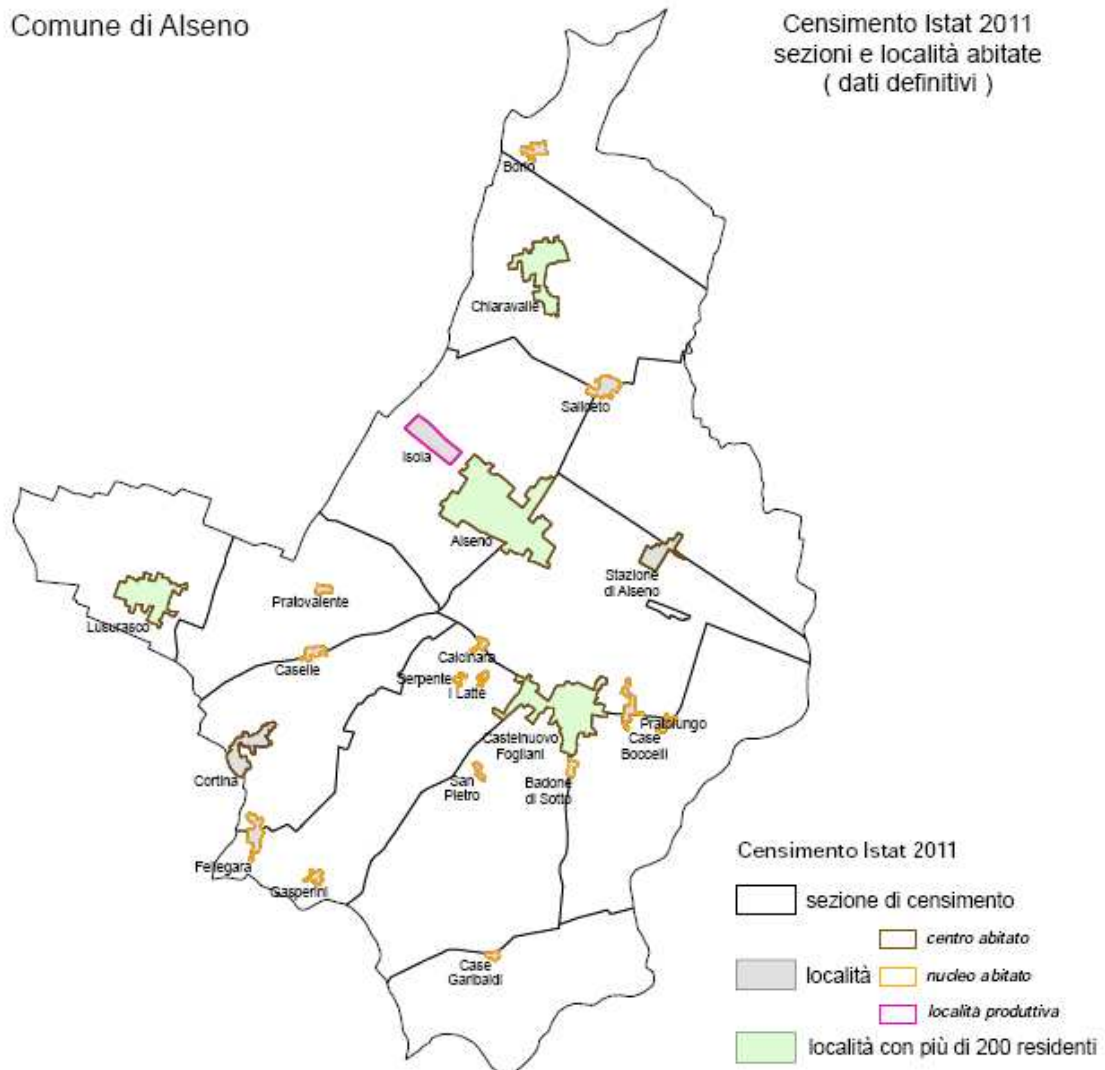 Comune di Alseno
Censimento Istat 2011
sezioni e località abitate
( dati definitivi )
Borio
Chiaravalle
Saliceto
Isola
Alseno
Stazione
di Alseno
Pratovalente
Lusurasco
Caselle
Calcinara
Serpente
I Latte
Castelnuovo
Fogliani
Pratolungo
Case
Boccelli
Cortina
San
Pietro
Badone
di Sotto
Fellegara
Gasperini
Case
Garibaldi
Censimento Istat 2011
sezione di censimento
centro abitato
località
nucleo abitato
località produttiva
località con più di 200 residenti